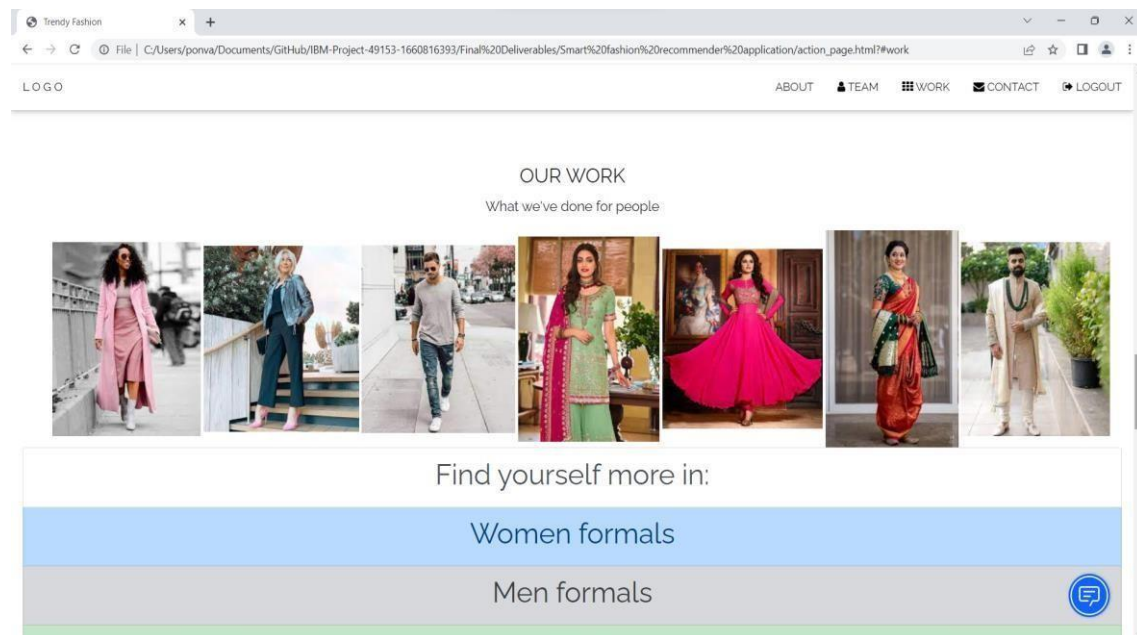 Trendy Fashion
File | C:/Users/ponva/Documents/GitHub/IBM-Project-49153-1660816393/Final%20Deliverables/Smart%20fashion%20recommender%20application/action_page.html?#work
LOGO
ABOUT TEAM WORK CONTACT LOGOUT
OUR WORK
What we've done for people
Find yourself more in:
Women formals
Men formals